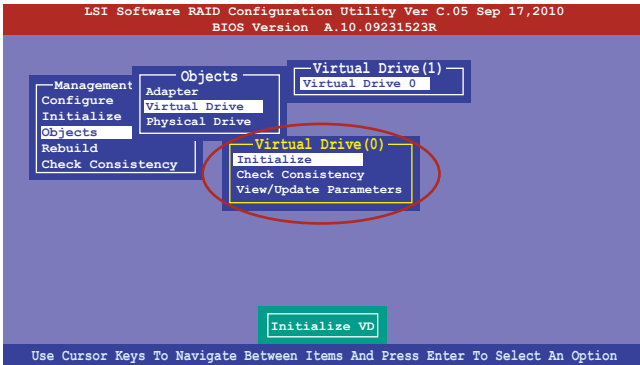 LSI Software RAID Configuration Utility Ver C.05 Sep 17,2010
BIOS Version A.10.09231523R
Management
Configure
Initialize
Objects
Rebuild
Check Consistency
Objects
Adapter
Virtual Drive
Physical Drive
Virtual Drive(1)
Virtual Drive 0
Virtual Drive(0)
Initialize
Check Consistency
View/Update Parameters
Initialize VD
Use Cursor Keys To Navigate Between Items And Press Enter To Select An Option